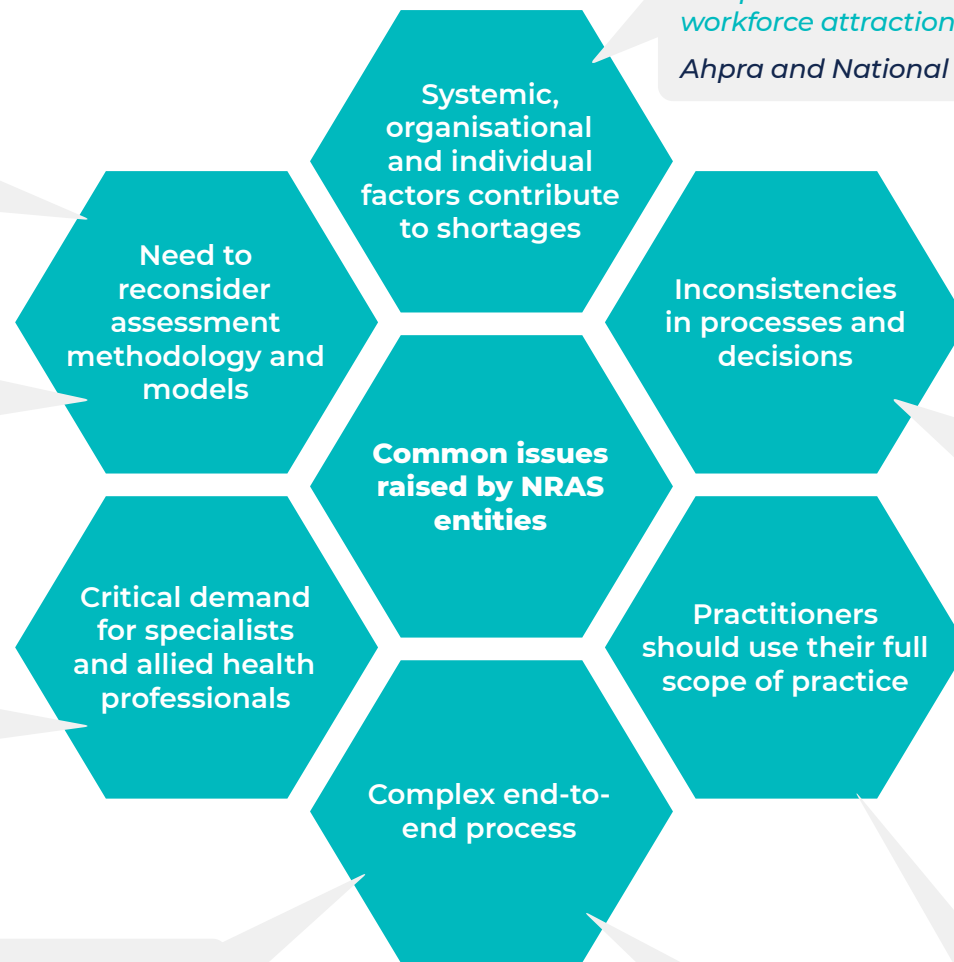 workforce attraction
Ahpra and National
Systemic,
organisational
and individual
factors contribute
to shortages
Need to
reconsider
assessment
methodology and
models
Inconsistencies
in processes and
decisions
Common issues
raised by NRAS
entities
Critical demand
for specialists
and allied health
professionals
Practitioners
should use their full
scope of practice
Complex end-to-
end process